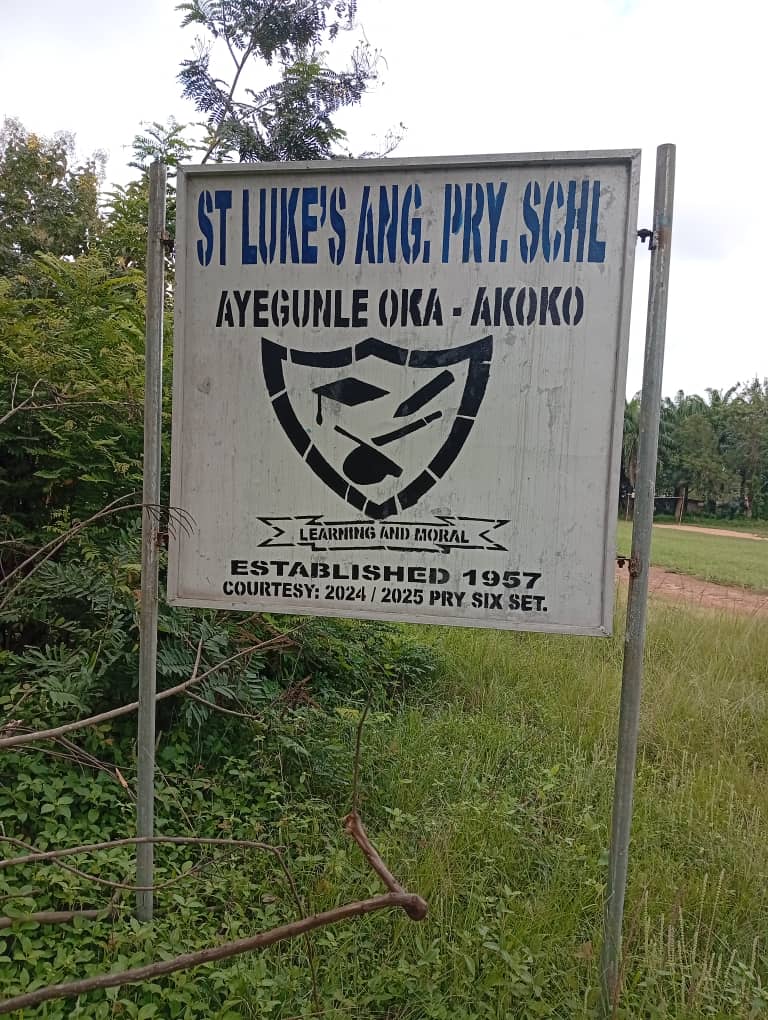 ST LUKE'S ANG. PRY. SCHL
AYEGUNLE OKA - AKOKO
LEARNING AND MORAL
ESTABLISHED 1957
COURTESY: 2024 / 2025 PRY SIX SET.